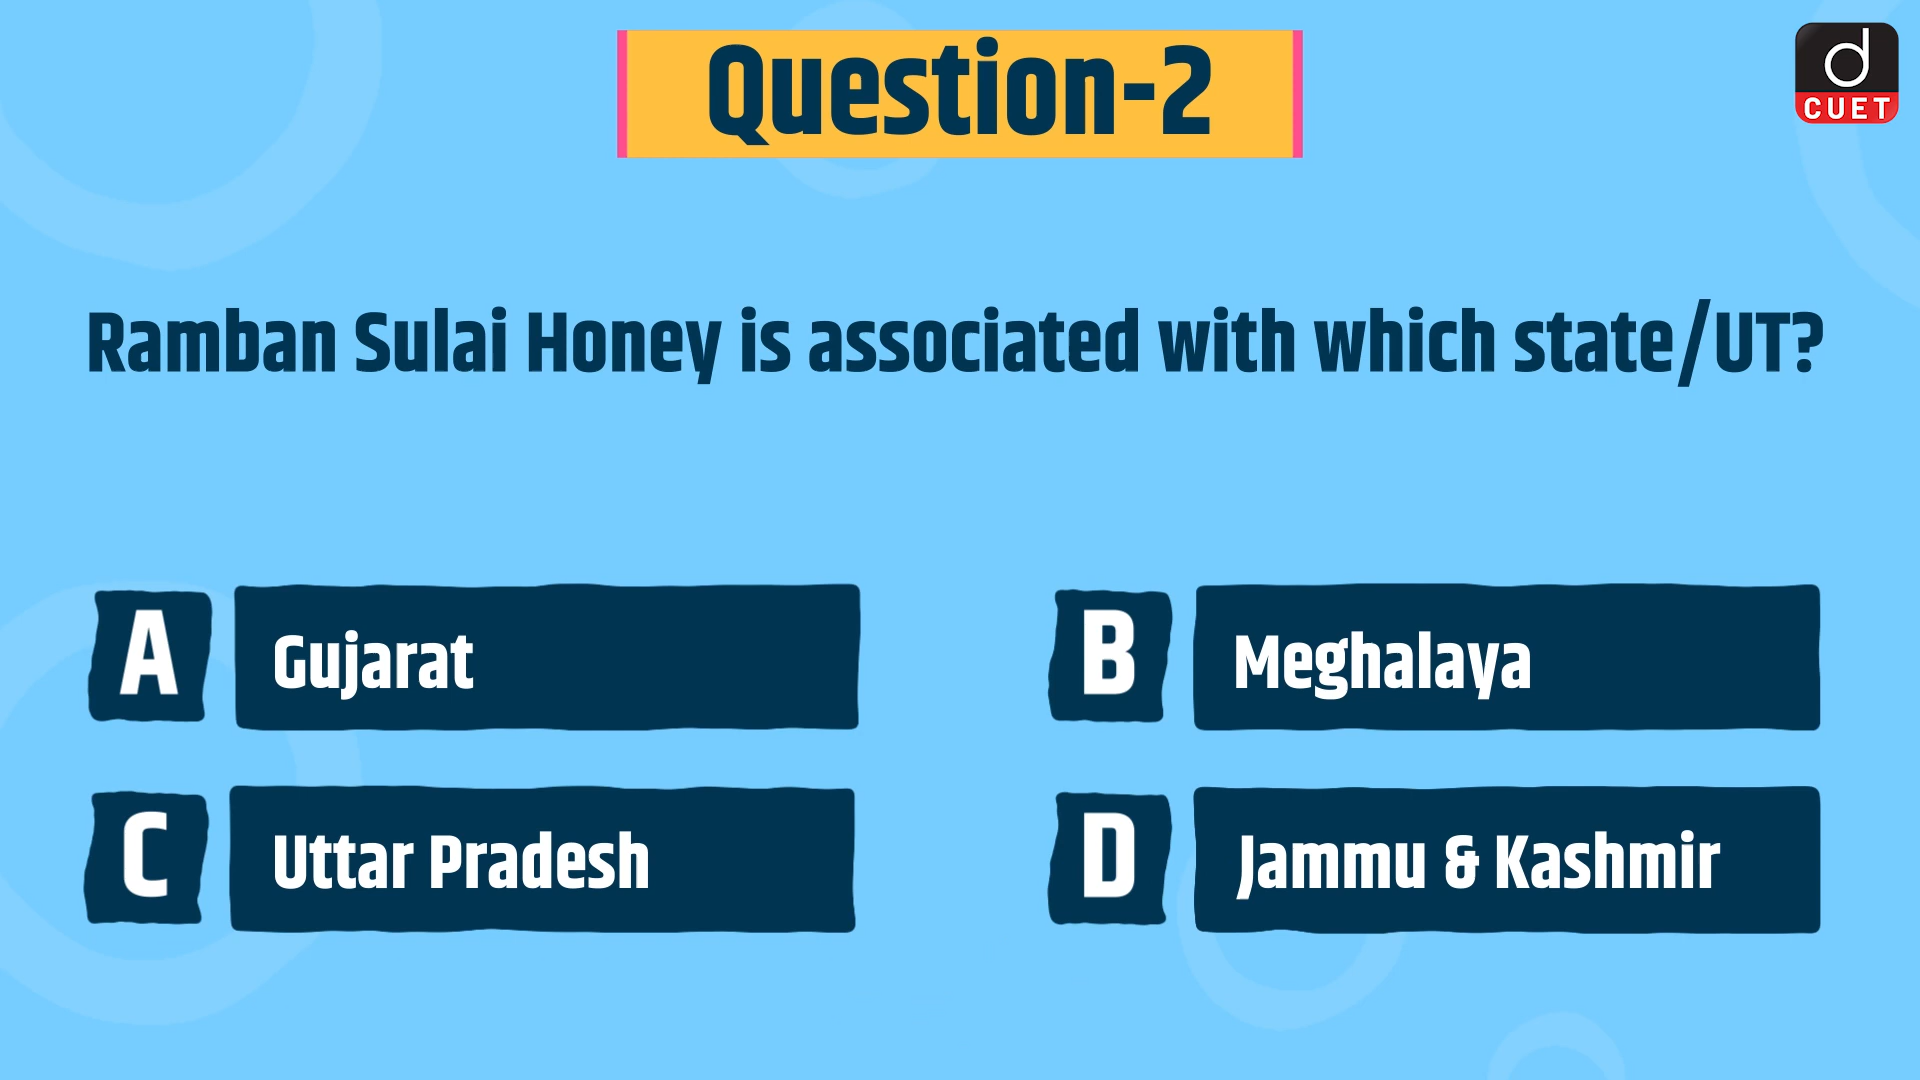 Question-2
d
CUET
Ramban Sulai Honey is associated with which state/UT?
A
Gujarat
B
Meghalaya
C
Uttar Pradesh
D
Jammu & Kashmir